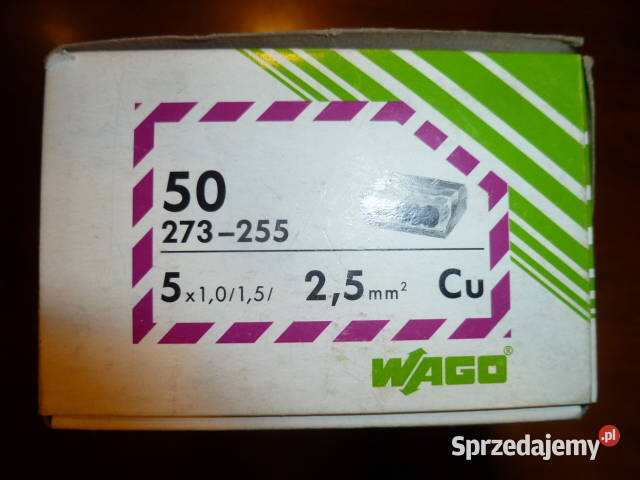 50
273-255
5x1,0/1,5/ 2,5mm² Cu
WAGO®
Sprzedajemy.pl